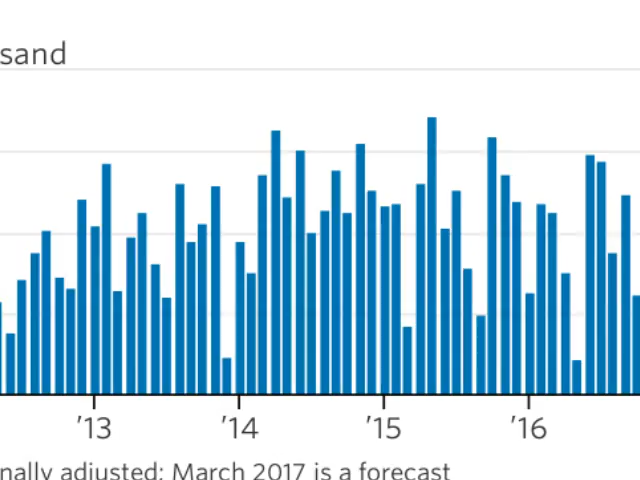 sand
’13 ’14 ’15 ’16
nally adjusted; March 2017 is a forecast